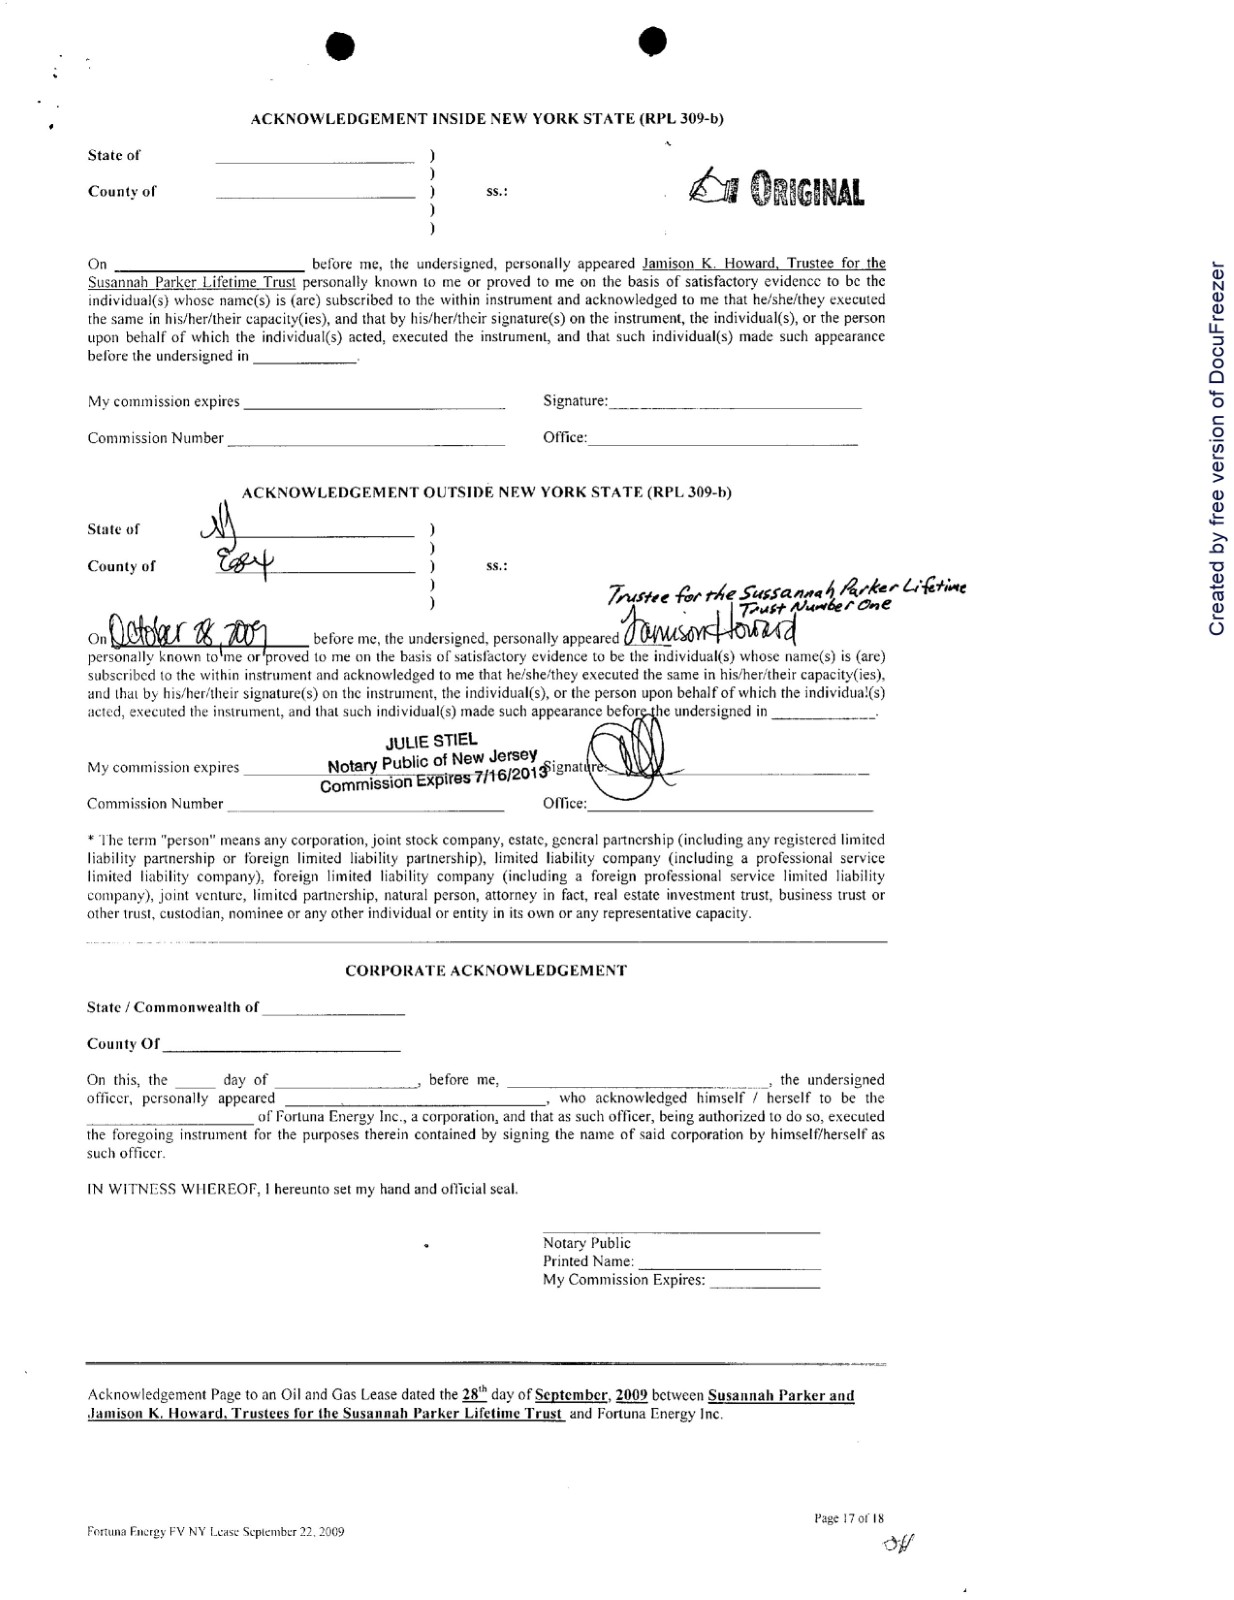 ACKNOWLEDGEMENT INSIDE NEW YORK STATE (RPL 309-b)
State of ____________ )
)
County of ____________ ) ss.:
)
)
ORIGINAL
On ____________ before me, the undersigned, personally appeared Jamison K. Howard, Trustee for the
Susannah Parker Lifetime Trust personally known to me or proved to me on the basis of satisfactory evidence to be the
individual(s) whose name(s) is (are) subscribed to the within instrument and acknowledged to me that he/she/they executed
the same in his/her/their capacity(ies), and that by his/her/their signature(s) on the instrument, the individual(s), or the person
upon behalf of which the individual(s) acted, executed the instrument, and that such individual(s) made such appearance
before the undersigned in ____________.
My commission expires ____________ Signature: ____________
Commission Number ____________ Office: ____________
ACKNOWLEDGEMENT OUTSIDE NEW YORK STATE (RPL 309-b)
State of NJ )
)
County of Essex ) ss.:
)
)
Trustee for the Sussannah Parker Lifetime
Trust Number One
On October 28, 2009 before me, the undersigned, personally appeared Jamison Howard
personally known to me or proved to me on the basis of satisfactory evidence to be the individual(s) whose name(s) is (are)
subscribed to the within instrument and acknowledged to me that he/she/they executed the same in his/her/their capacity(ies),
and that by his/her/their signature(s) on the instrument, the individual(s), or the person upon behalf of which the individual(s)
acted, executed the instrument, and that such individual(s) made such appearance before the undersigned in ____________.
JULIE STIEL
Notary Public of New Jersey
Commission Expires 7/16/2013
My commission expires ____________ Signature: ____________
Commission Number ____________ Office: ____________
* The term "person" means any corporation, joint stock company, estate, general partnership (including any registered limited
liability partnership or foreign limited liability partnership), limited liability company (including a professional service
limited liability company), foreign limited liability company (including a foreign professional service limited liability
company), joint venture, limited partnership, natural person, attorney in fact, real estate investment trust, business trust or
other trust, custodian, nominee or any other individual or entity in its own or any representative capacity.
CORPORATE ACKNOWLEDGEMENT
State / Commonwealth of ____________
County Of ____________
On this, the _____ day of ____________, before me, ____________, the undersigned
officer, personally appeared ____________, who acknowledged himself / herself to be the
____________ of Fortuna Energy Inc., a corporation, and that as such officer, being authorized to do so, executed
the foregoing instrument for the purposes therein contained by signing the name of said corporation by himself/herself as
such officer.
IN WITNESS WHEREOF, I hereunto set my hand and official seal.
Notary Public
Printed Name: ____________
My Commission Expires: ____________
Acknowledgement Page to an Oil and Gas Lease dated the 28th day of September, 2009 between Susannah Parker and
Jamison K. Howard, Trustees for the Susannah Parker Lifetime Trust and Fortuna Energy Inc.
Page 17 of 18
Fortuna Energy FV NY Lease September 22, 2009
Created by free version of DocuFreezer